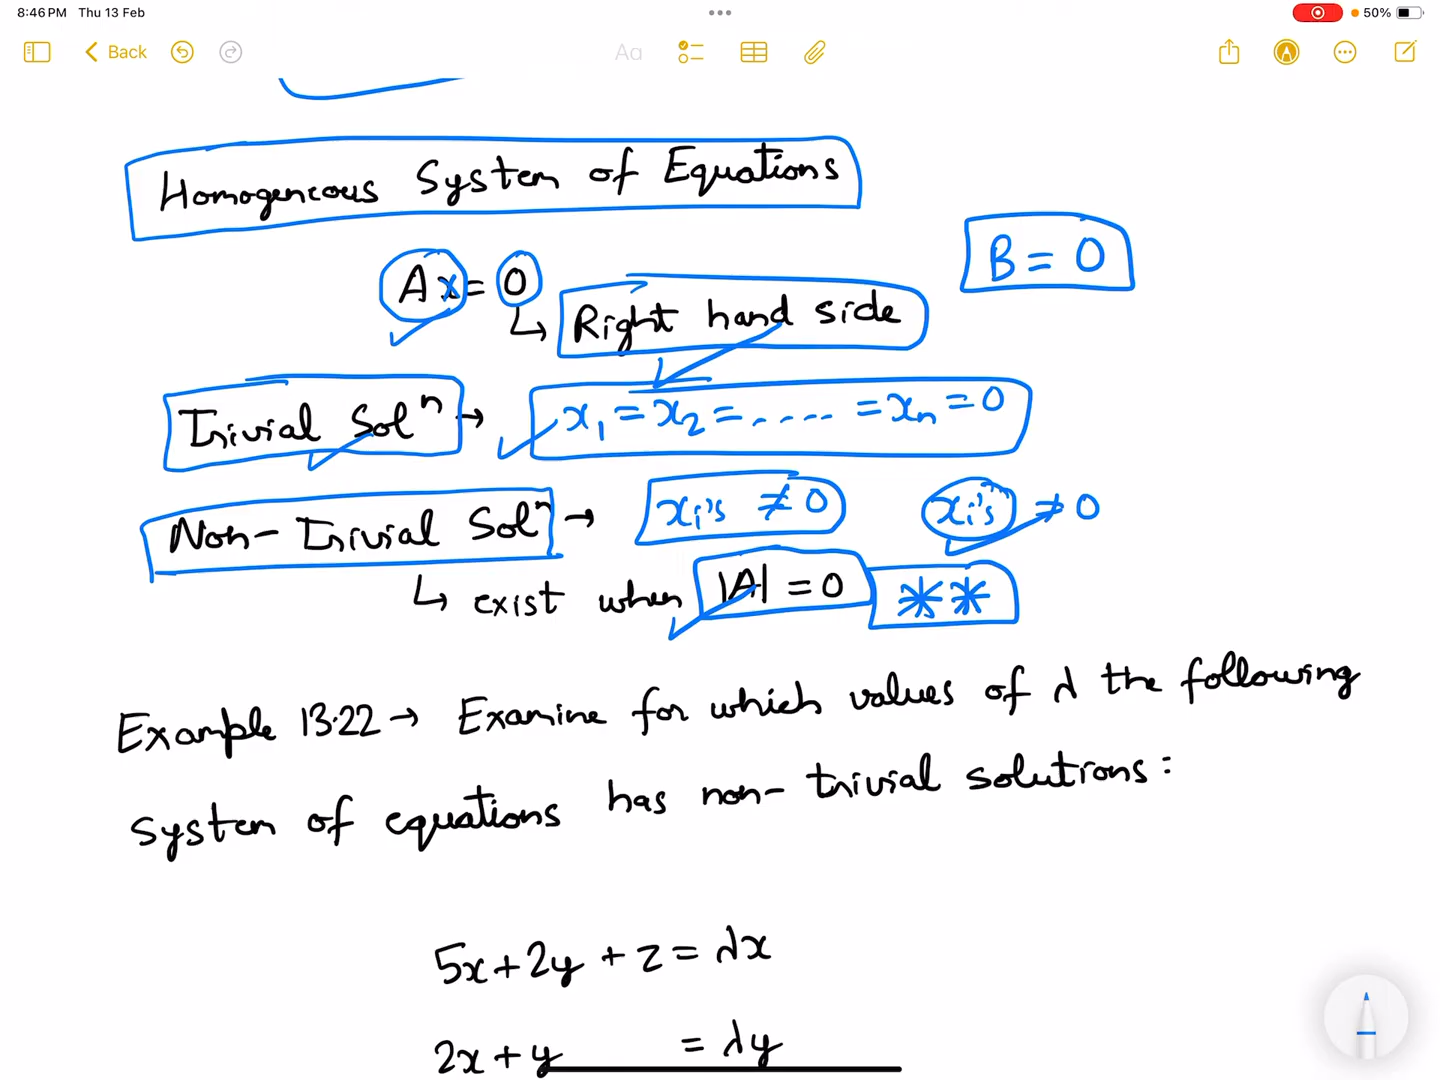 8:46 PM Thu 13 Feb
50%
Back
Aa
Homogeneous System of Equations
Ax = 0
B = 0
↳ Right hand side
Trivial Solⁿ → x₁ = x₂ = ..... = xₙ = 0
Non-Trivial Solⁿ → xᵢ's ≠ 0 xᵢ's ≠ 0
↳ exist when |A| = 0 **
Example 13.22 → Examine for which values of λ the following
system of equations has non-trivial solutions:
5x + 2y + z = λx
2x + y = λy